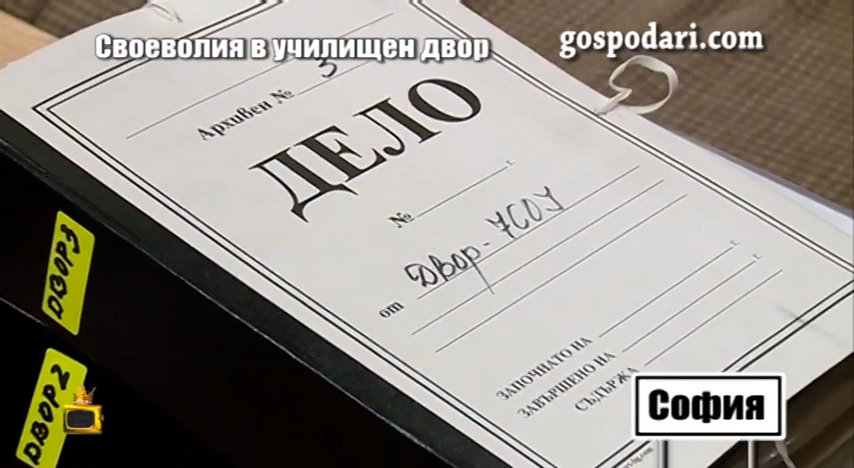 Своеволия в училищен двор
gospodari.com
Архивен № 3
ДЕЛО
№ г.
от Двор - 7СОУ
ЗАПОЧНАТО НА г.
ЗАВЪРШЕНО НА г.
СЪДЪРЖА
ДВОР 3
ДВОР 2
София